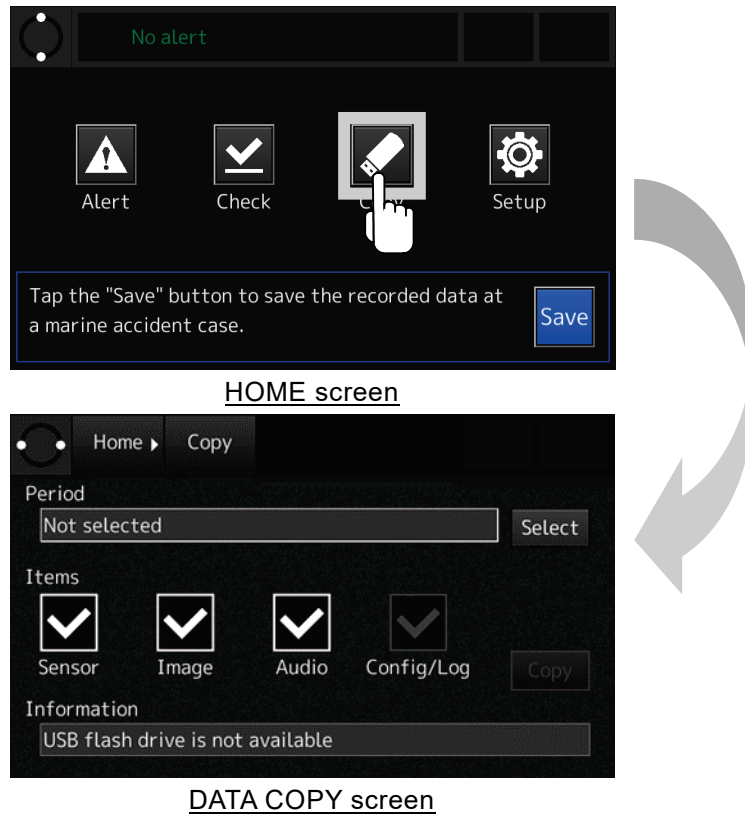 No alert
Alert Check Copy Setup
Tap the "Save" button to save the recorded data at
a marine accident case.
Save
HOME screen
Home Copy
Period
Not selected
Select
Items
Sensor Image Audio Config/Log
Copy
Information
USB flash drive is not available
DATA COPY screen